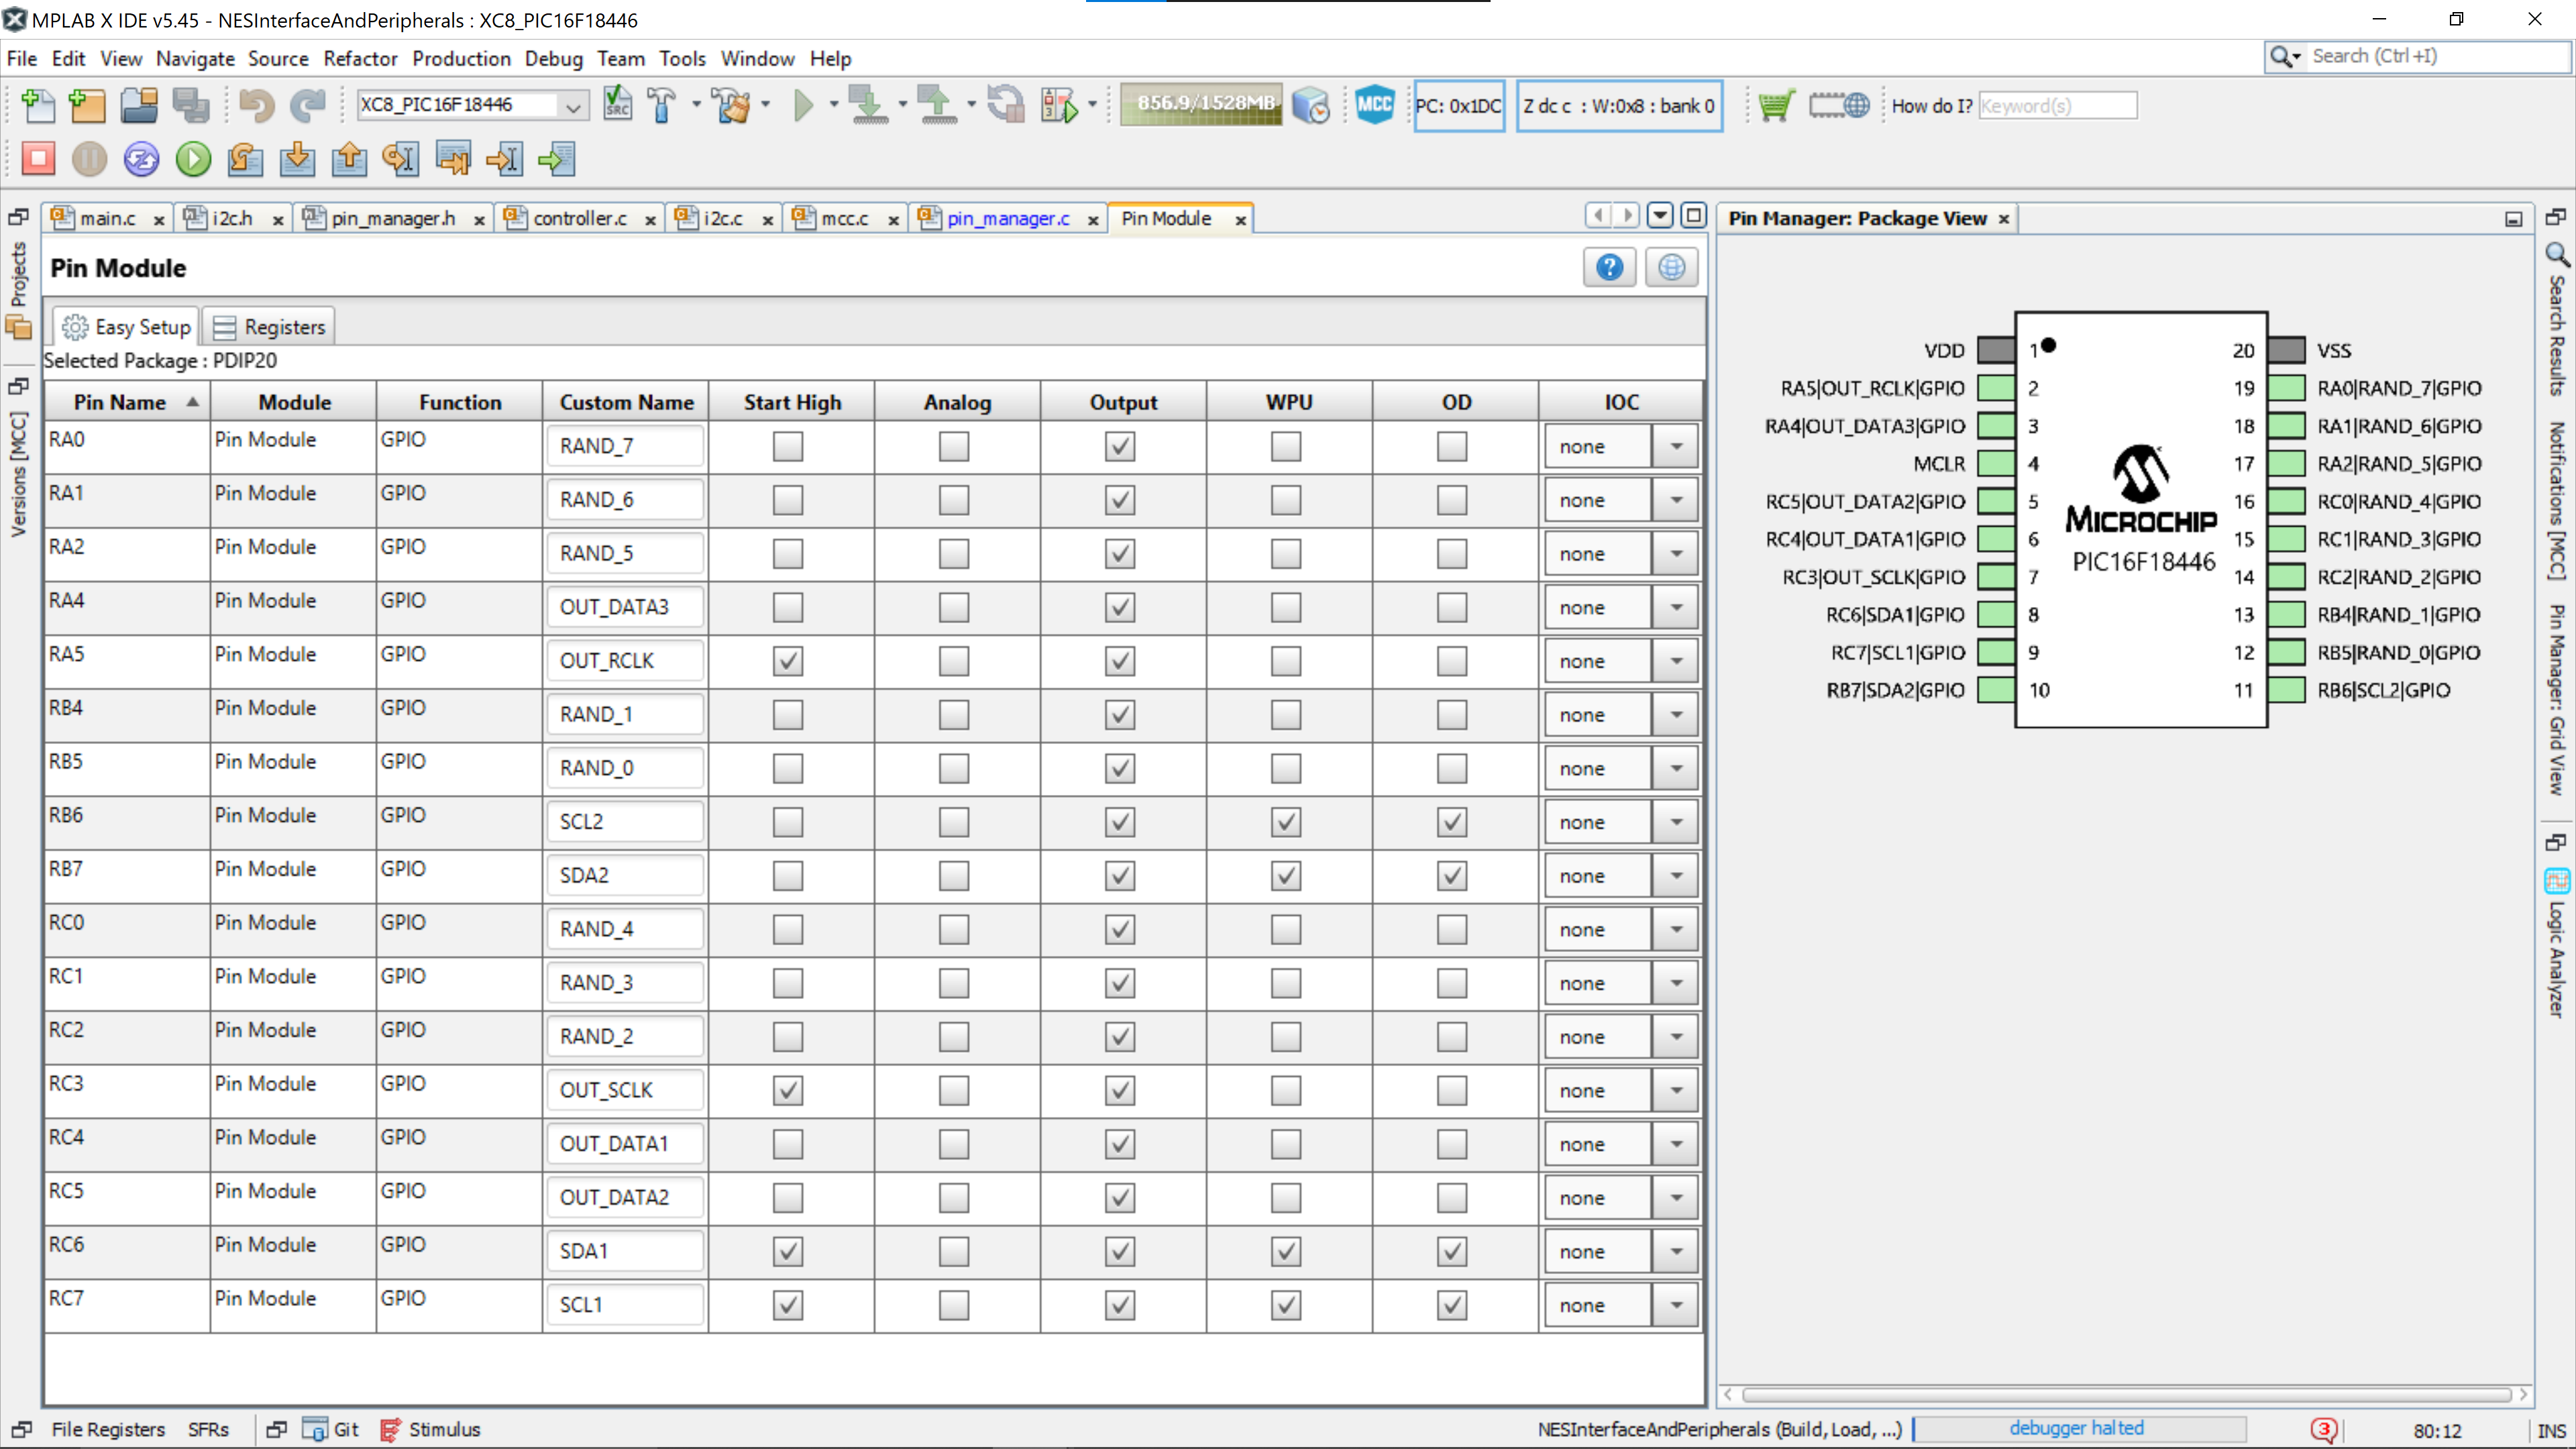 MPLAB X IDE v5.45 - NESInterfaceAndPeripherals : XC8_PIC16F18446
File Edit View Navigate Source Refactor Production Debug Team Tools Window Help
Search (Ctrl+I)
XC8_PIC16F18446 SRC 856.9/1528MB MCC PC: 0x1DC Z dc c : W:0x8 : bank 0 How do I? Keyword(s)
main.c i2c.h pin_manager.h controller.c i2c.c mcc.c pin_manager.c Pin Module
Projects
Versions [MCC]
Pin Module
Easy Setup Registers
Selected Package : PDIP20
Pin Name Module Function Custom Name Start High Analog Output WPU OD IOC
RA0 Pin Module GPIO RAND_7 none
RA1 Pin Module GPIO RAND_6 none
RA2 Pin Module GPIO RAND_5 none
RA4 Pin Module GPIO OUT_DATA3 none
RA5 Pin Module GPIO OUT_RCLK none
RB4 Pin Module GPIO RAND_1 none
RB5 Pin Module GPIO RAND_0 none
RB6 Pin Module GPIO SCL2 none
RB7 Pin Module GPIO SDA2 none
RC0 Pin Module GPIO RAND_4 none
RC1 Pin Module GPIO RAND_3 none
RC2 Pin Module GPIO RAND_2 none
RC3 Pin Module GPIO OUT_SCLK none
RC4 Pin Module GPIO OUT_DATA1 none
RC5 Pin Module GPIO OUT_DATA2 none
RC6 Pin Module GPIO SDA1 none
RC7 Pin Module GPIO SCL1 none
Pin Manager: Package View
VDD 1 20 VSS
RA5|OUT_RCLK|GPIO 2 19 RA0|RAND_7|GPIO
RA4|OUT_DATA3|GPIO 3 18 RA1|RAND_6|GPIO
MCLR 4 17 RA2|RAND_5|GPIO
RC5|OUT_DATA2|GPIO 5 16 RC0|RAND_4|GPIO
MICROCHIP
RC4|OUT_DATA1|GPIO 6 15 RC1|RAND_3|GPIO
PIC16F18446
RC3|OUT_SCLK|GPIO 7 14 RC2|RAND_2|GPIO
RC6|SDA1|GPIO 8 13 RB4|RAND_1|GPIO
RC7|SCL1|GPIO 9 12 RB5|RAND_0|GPIO
RB7|SDA2|GPIO 10 11 RB6|SCL2|GPIO
Search Results
Notifications [MCC]
Pin Manager: Grid View
Logic Analyzer
File Registers SFRs Git Stimulus NESInterfaceAndPeripherals (Build, Load, ...) debugger halted 3 80:12 INS